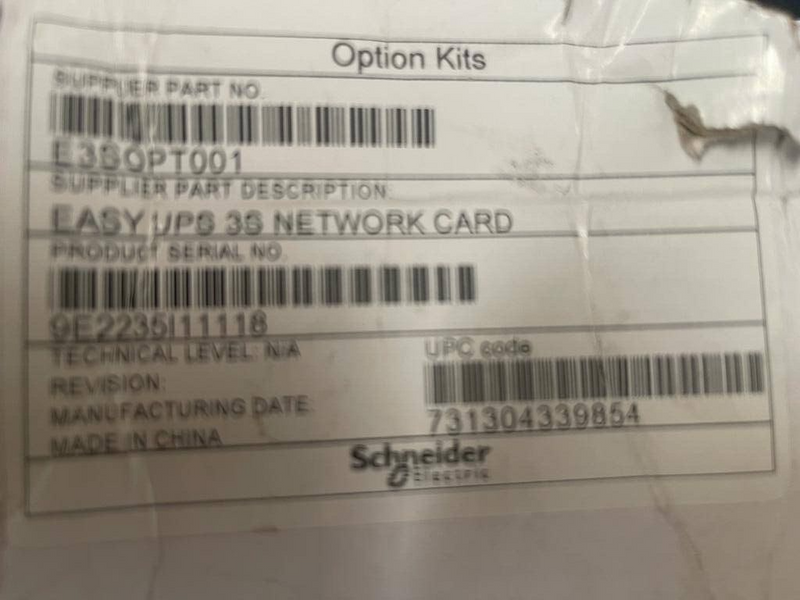 Option Kits
SUPPLIER PART NO.
E3SOPT001
SUPPLIER PART DESCRIPTION:
EASY UPS 3S NETWORK CARD
PRODUCT SERIAL NO.
9E2235I11118
TECHNICAL LEVEL: N/A
UPC code
REVISION:
MANUFACTURING DATE
731304339854
MADE IN CHINA
Schneider
Electric